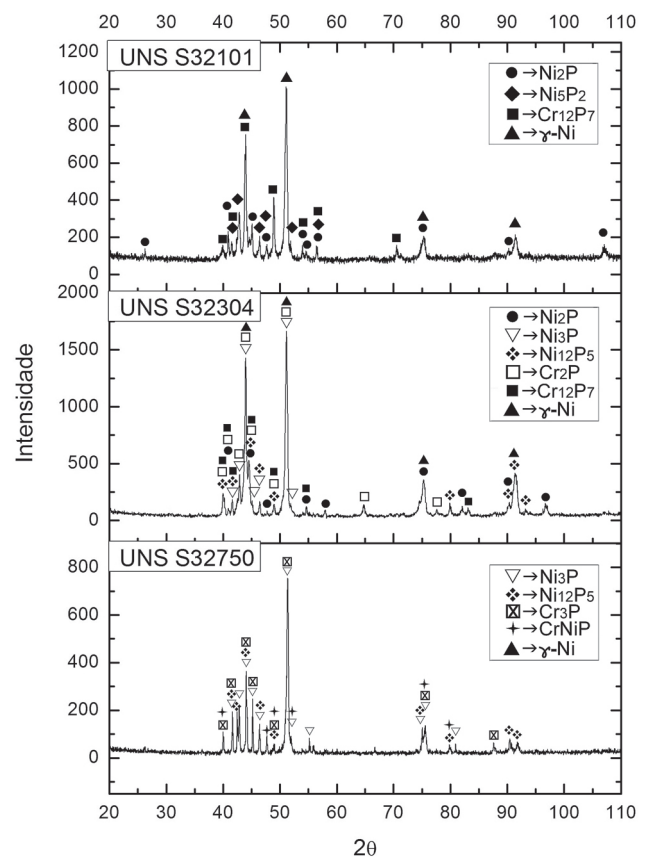 20 30 40 50 60 70 80 90 100 110
UNS S32101
1200
1000
800
600
400
200
0
●→Ni2P
◆→Ni5P2
■→Cr12P7
▲→γ-Ni
UNS S32304
2000
1500
1000
500
0
●→Ni2P
▽→Ni3P
❖→Ni12P5
□→Cr2P
■→Cr12P7
▲→γ-Ni
Intensidade
UNS S32750
800
600
400
200
0
▽→Ni3P
❖→Ni12P5
⊠→Cr3P
✦→CrNiP
▲→γ-Ni
20 30 40 50 60 70 80 90 100 110
2θ